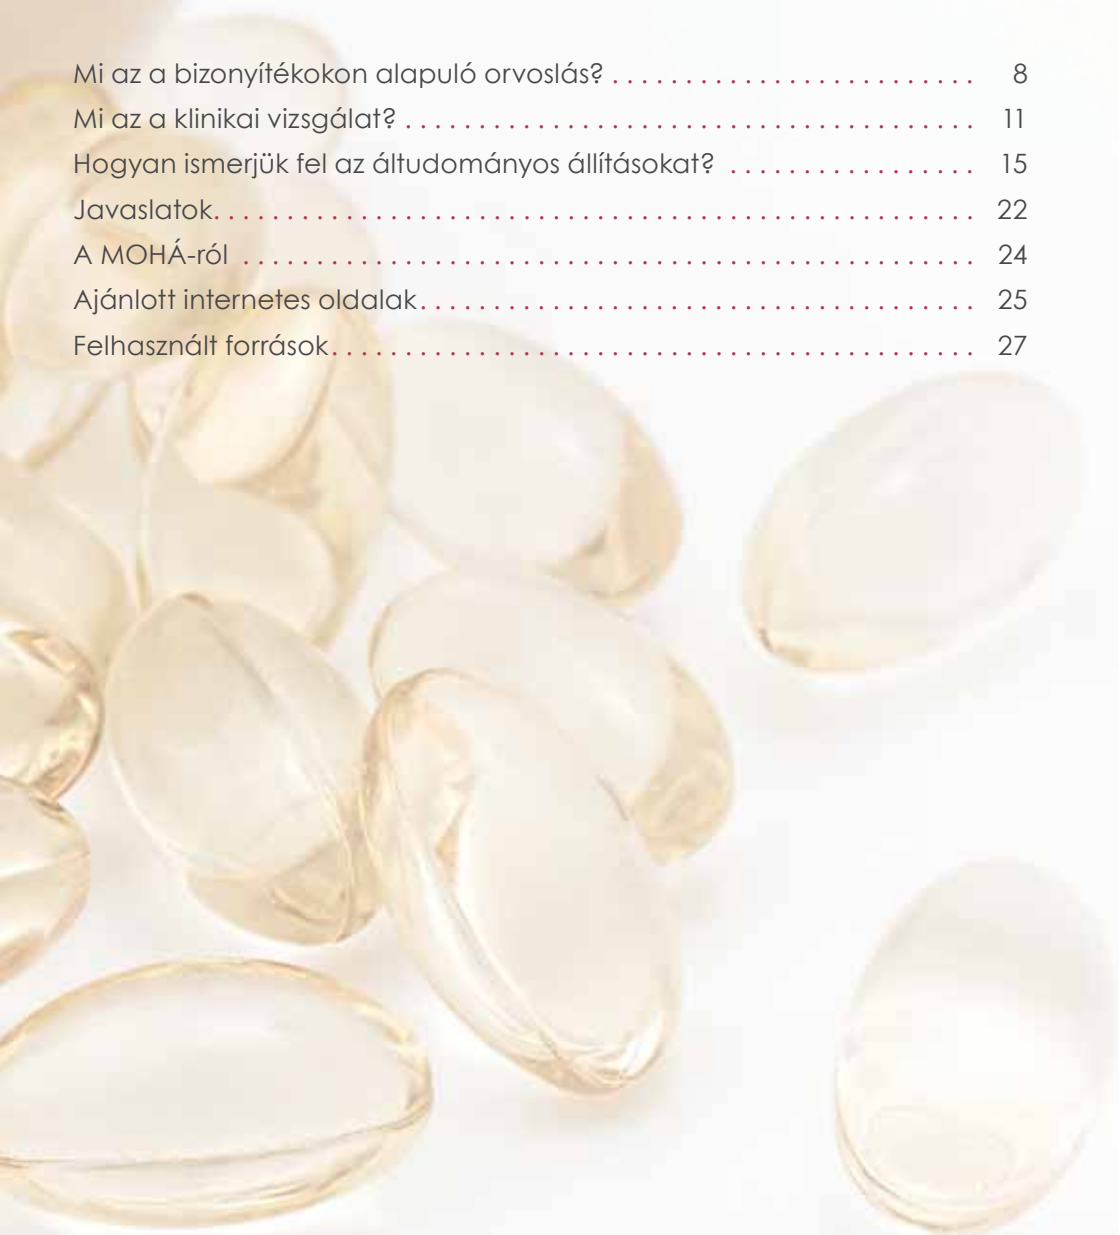 Mi az a bizonyítékokon alapuló orvoslás? . . . . . . . . . . . . . . . . . . . . . . . . . 8
Mi az a klinikai vizsgálat? . . . . . . . . . . . . . . . . . . . . . . . . . . . . . . . . . . . . . . . 11
Hogyan ismerjük fel az áltudományos állításokat? . . . . . . . . . . . . . . . . . 15
Javaslatok. . . . . . . . . . . . . . . . . . . . . . . . . . . . . . . . . . . . . . . . . . . . . . . . . . . . 22
A MOHÁ-ról . . . . . . . . . . . . . . . . . . . . . . . . . . . . . . . . . . . . . . . . . . . . . . . . . . 24
Ajánlott internetes oldalak. . . . . . . . . . . . . . . . . . . . . . . . . . . . . . . . . . . . . . 25
Felhasznált források. . . . . . . . . . . . . . . . . . . . . . . . . . . . . . . . . . . . . . . . . . . . 27